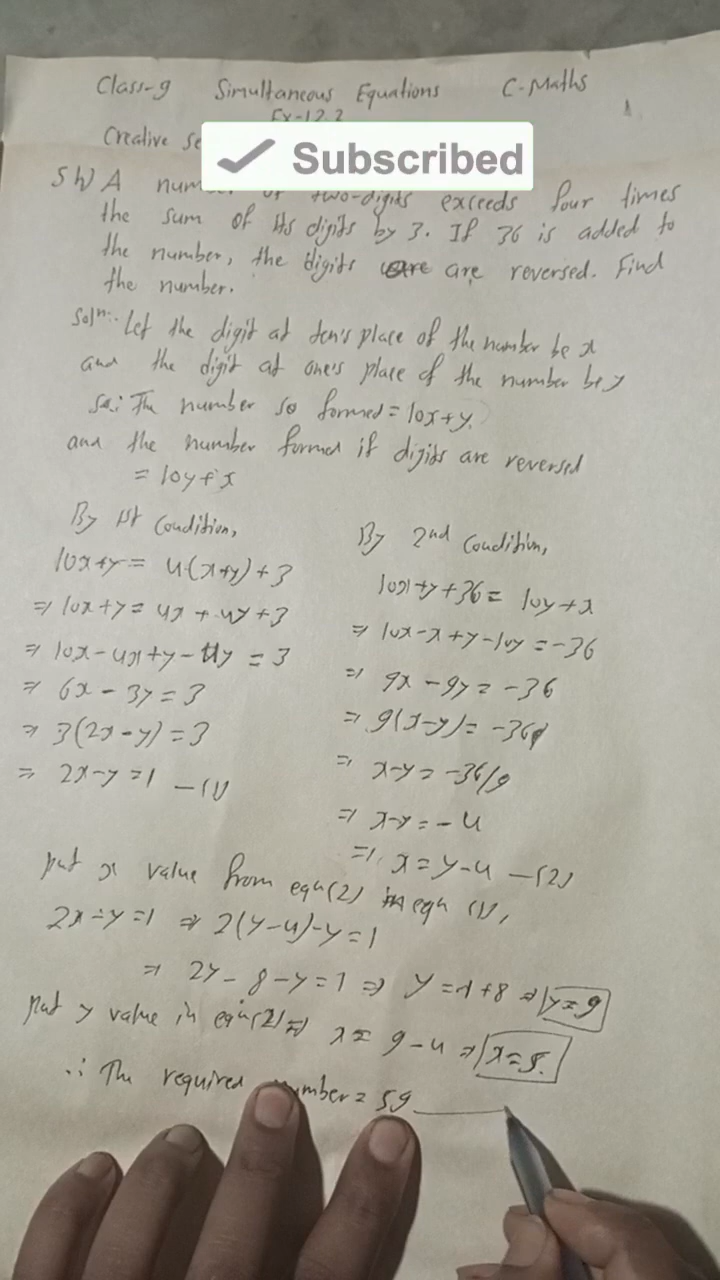 Class-9 Simultaneous Equations C-Maths
Ex-12.2
Creative Se
Subscribed
5 h) A num of two-digits exceeds four times
the sum of its digits by 3. If 36 is added to
the number, the digits are are reversed. Find
the number.
Soln:- Let the digit at ten's place of the number be x
and the digit at one's place of the number be y
The number so formed = 10x+y.
and the number formed if digits are reversed
= 10y+x
By 1st Condition,
10x+y = 4(x+y)+3
⇒ 10x+y = 4x + 4y+3
⇒ 10x-4x+y-4y = 3
⇒ 6x - 3y = 3
⇒ 3(2x-y) = 3
⇒ 2x-y = 1 —(1)
By 2nd Condition,
10x+y+36 = 10y+x
⇒ 10x-x+y-10y = -36
⇒ 9x-9y = -36
⇒ 9(x-y) = -36
⇒ x-y = -36/9
⇒ x-y = -4
⇒ x = y-4 —(2)
put x value from eqn(2) in eqn (1),
2x-y=1 ⇒ 2(y-4)-y=1
⇒ 2y-8-y=1 ⇒ y=1+8 ⇒ y=9
put y value in eqn(2) ⇒ x = 9-4 ⇒ x=5.
∴ The required number = 59